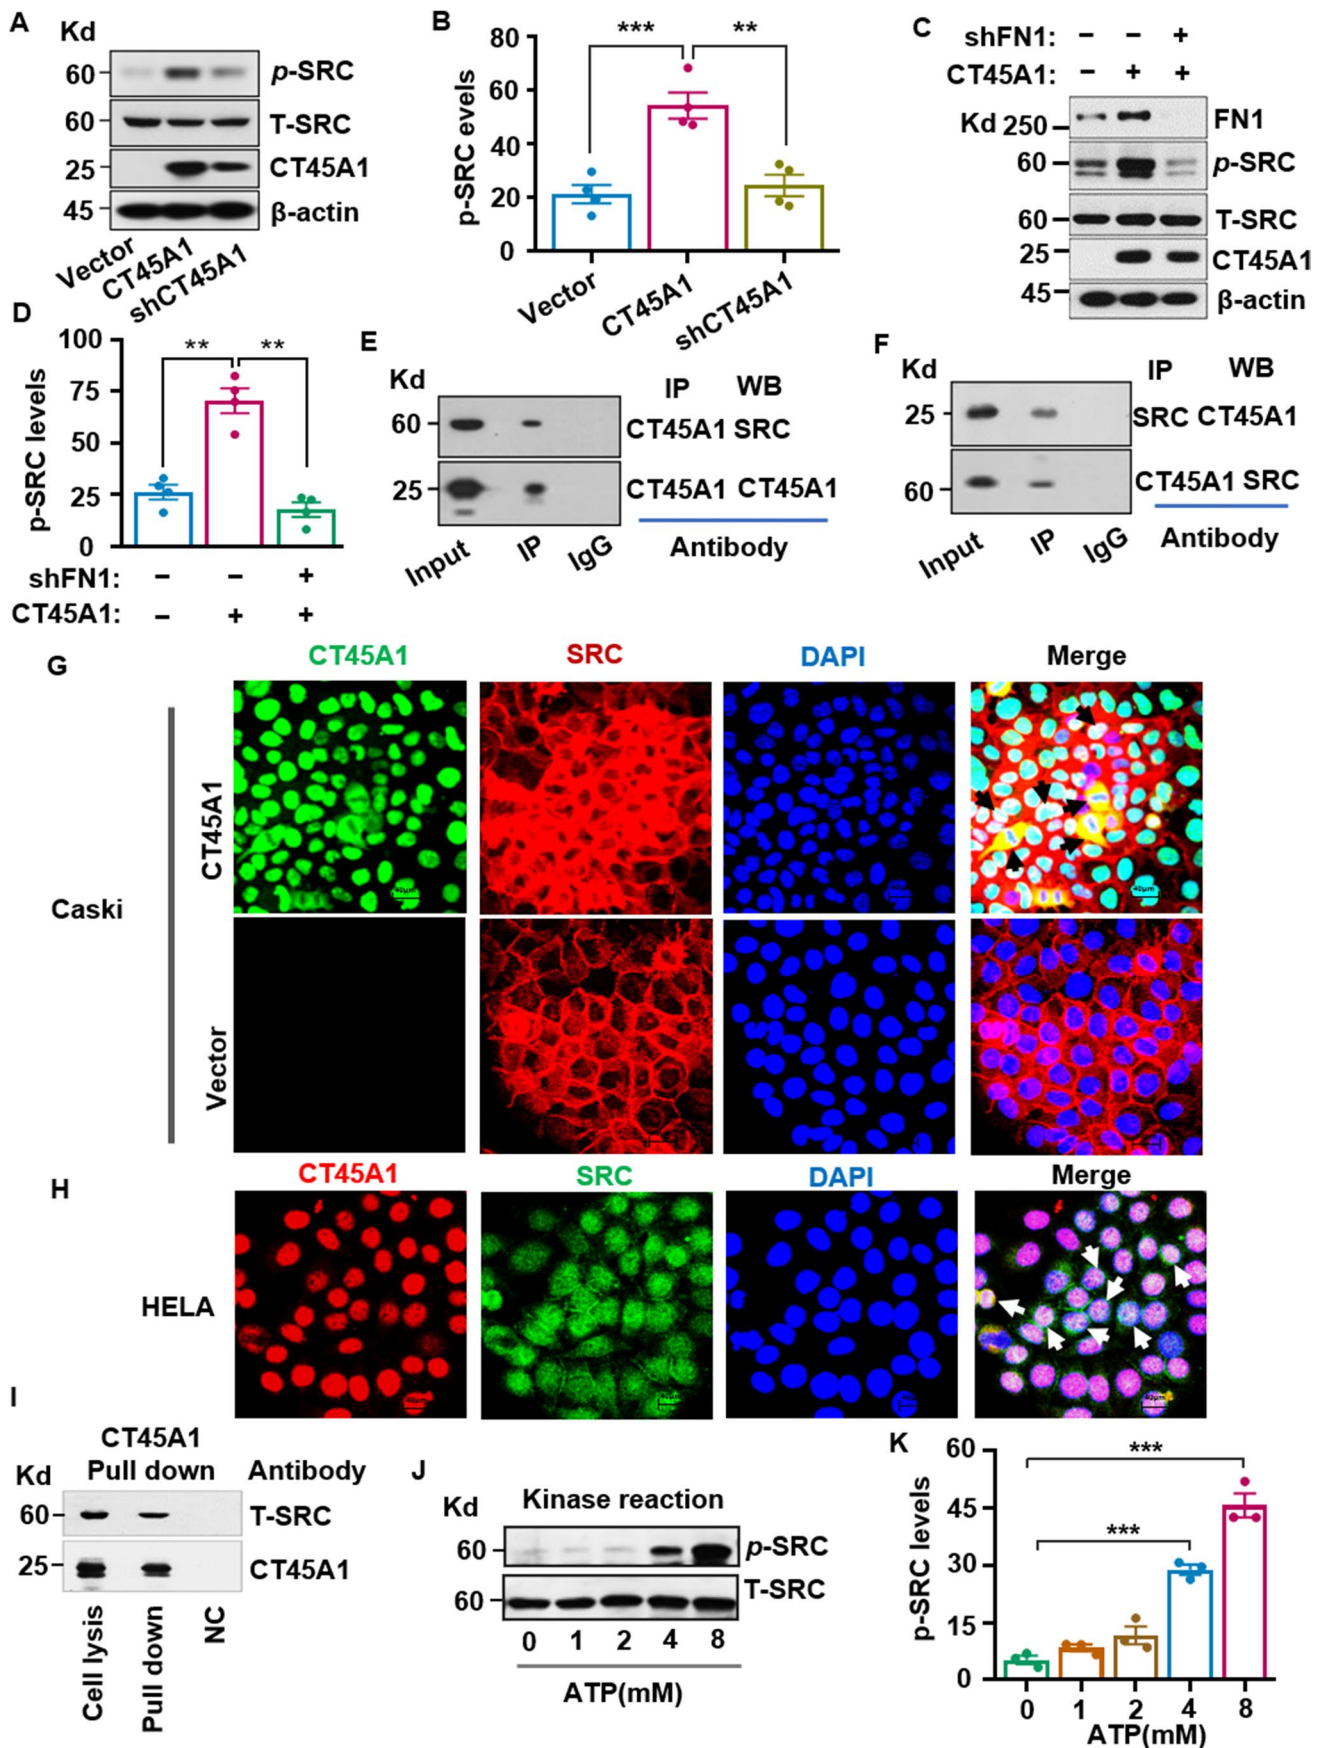 A
Kd
60
p-SRC
60
T-SRC
25
CT45A1
45
β-actin
Vector
CT45A1
shCT45A1
B
p-SRC evels
80
60
40
20
0
***
**
Vector
CT45A1
shCT45A1
C
shFN1: − − +
CT45A1: − + +
Kd 250
FN1
60
p-SRC
60
T-SRC
25
CT45A1
45
β-actin
D
p-SRC levels
100
75
50
25
0
**
**
shFN1: − − +
CT45A1: − + +
E
Kd
IP WB
60
CT45A1 SRC
25
CT45A1 CT45A1
Input IP IgG
Antibody
F
Kd
IP WB
25
SRC CT45A1
60
CT45A1 SRC
Input IP IgG
Antibody
G
CT45A1 SRC DAPI Merge
Caski
CT45A1
40μm
40μm
Vector
H
CT45A1 SRC DAPI Merge
HELA
40μm
40μm
40μm
40μm
I
CT45A1
Pull down
Antibody
Kd
60
T-SRC
25
CT45A1
Cell lysis
Pull down
NC
J
Kinase reaction
Kd
60
p-SRC
60
T-SRC
0 1 2 4 8
ATP(mM)
K
p-SRC levels
60
45
30
15
0
***
***
0 1 2 4 8
ATP(mM)